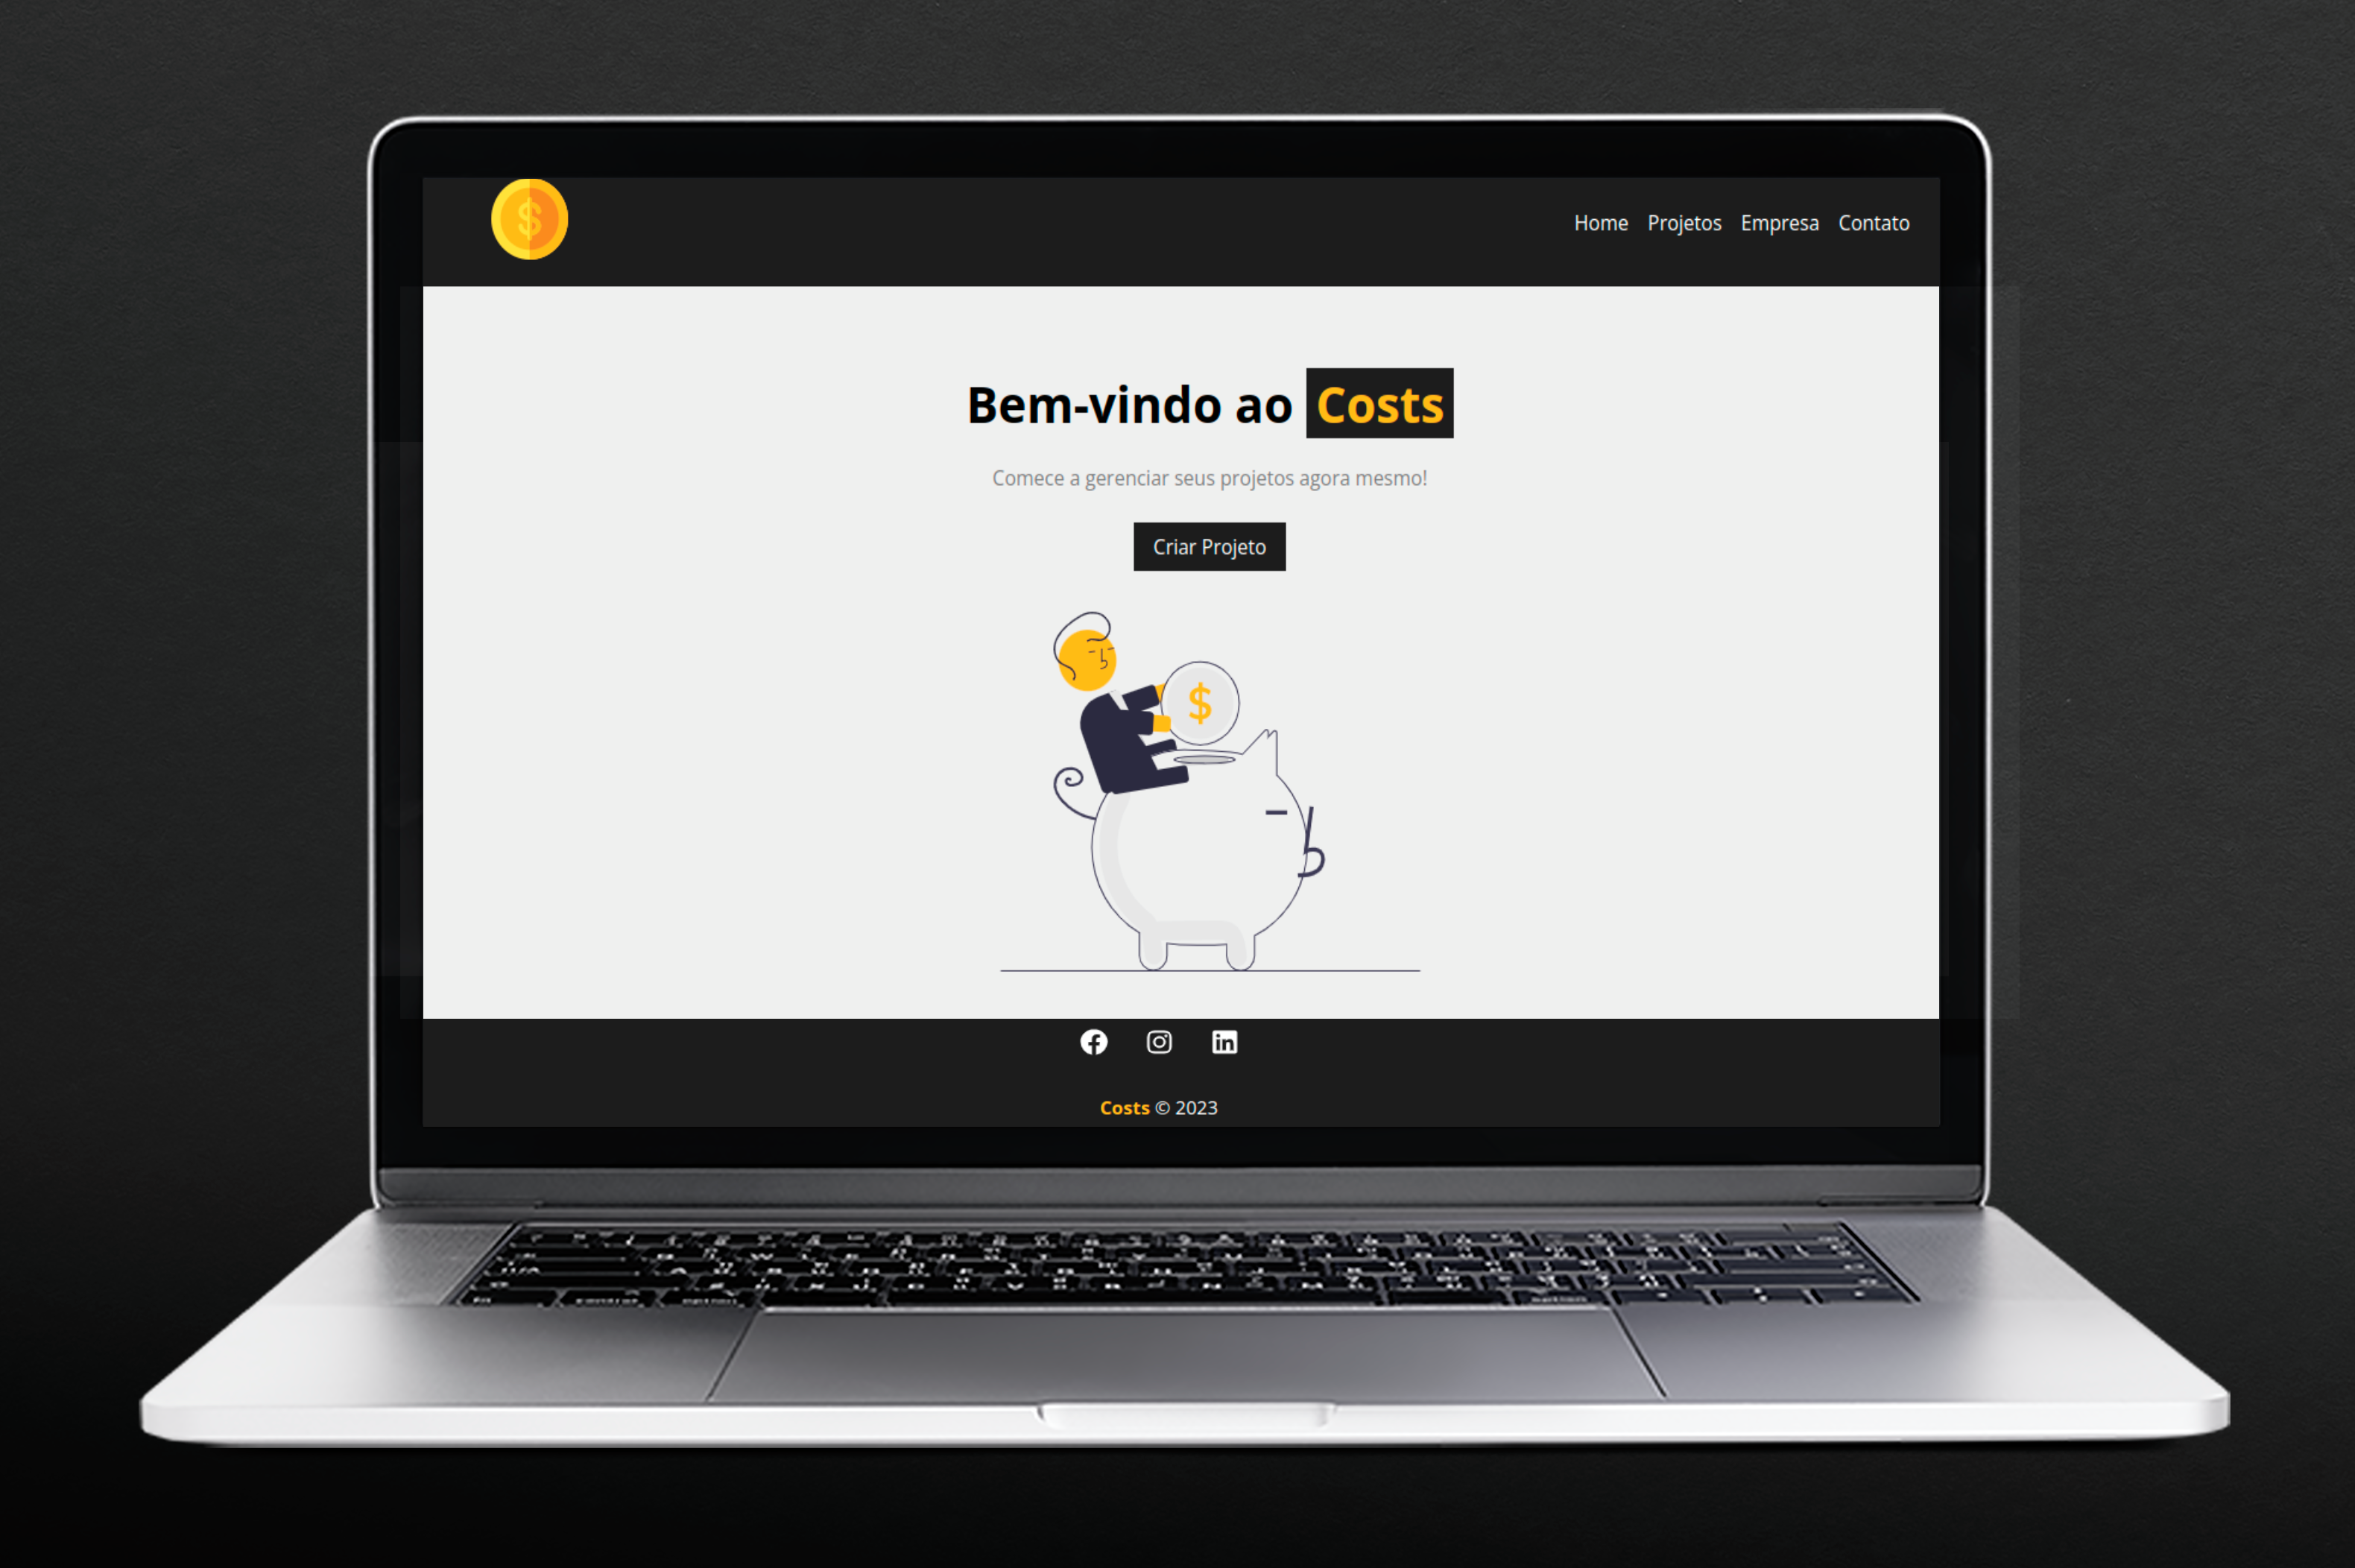 $
Home Projetos Empresa Contato
Bem-vindo ao Costs
Comece a gerenciar seus projetos agora mesmo!
Criar Projeto
$
Costs © 2023